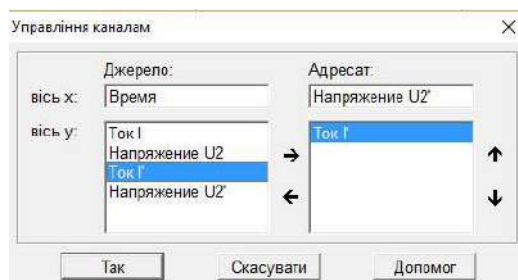 Управління каналам
Джерело: Адресат:
вісь x: Время Напряжение U2'
вісь y: Ток I Ток I'
Напряжение U2
Ток I'
Напряжение U2'
Так Скасувати Допомог